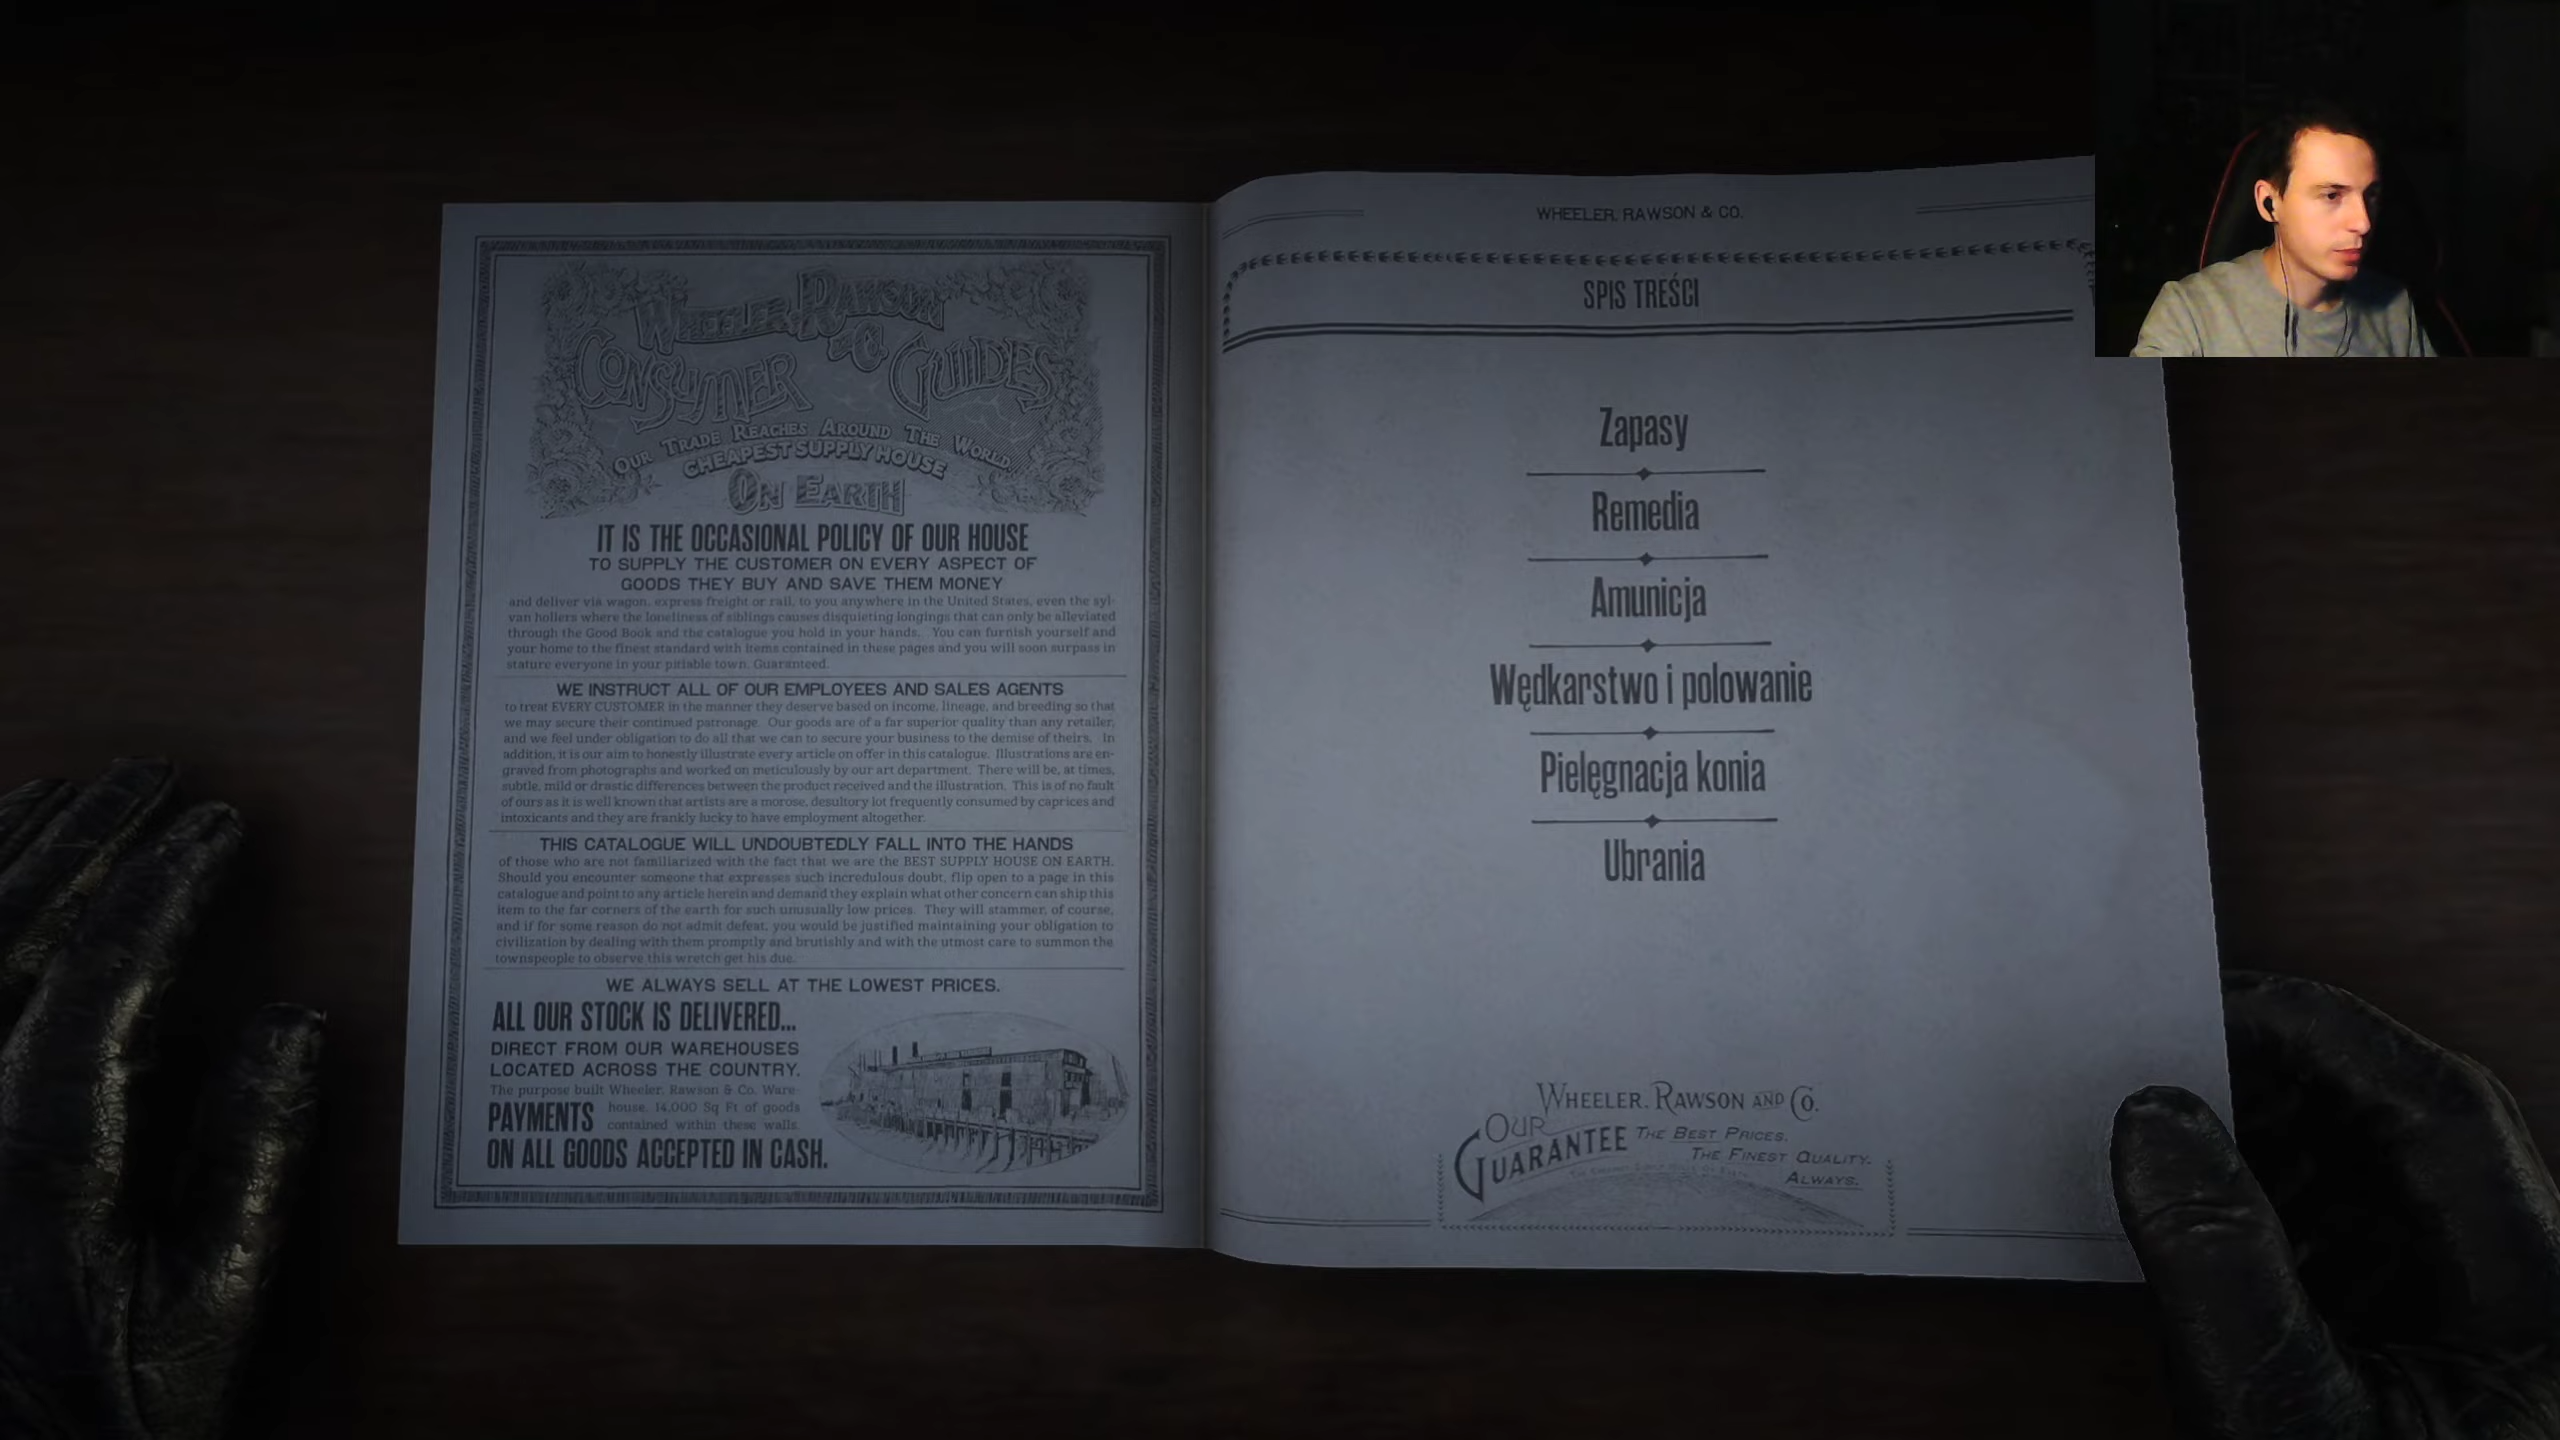 WHEELER, RAWSON
& Co.
CONSUMER GUIDES
OUR TRADE REACHES AROUND THE WORLD
CHEAPEST SUPPLY HOUSE
ON EARTH
IT IS THE OCCASIONAL POLICY OF OUR HOUSE
TO SUPPLY THE CUSTOMER ON EVERY ASPECT OF
GOODS THEY BUY AND SAVE THEM MONEY
and deliver via wagon, express freight or rail, to you anywhere in the United States, even the syl-
van hollers where the loneliness of siblings causes disquieting longings that can only be alleviated
through the Good Book and the catalogue you hold in your hands. You can furnish yourself and
your home to the finest standard with items contained in these pages and you will soon surpass in
stature everyone in your pitiable town. Guaranteed.
WE INSTRUCT ALL OF OUR EMPLOYEES AND SALES AGENTS
to treat EVERY CUSTOMER in the manner they deserve based on income, lineage, and breeding so that
we may secure their continued patronage. Our goods are of a far superior quality than any retailer,
and we feel under obligation to do all that we can to secure your business to the demise of theirs. In
addition, it is our aim to honestly illustrate every article on offer in this catalogue. Illustrations are en-
graved from photographs and worked on meticulously by our art department. There will be, at times,
subtle, mild or drastic differences between the product received and the illustration. This is of no fault
of ours as it is well known that artists are a morose, desultory lot frequently consumed by caprices and
intoxicants and they are frankly lucky to have employment altogether.
THIS CATALOGUE WILL UNDOUBTEDLY FALL INTO THE HANDS
of those who are not familiarized with the fact that we are the BEST SUPPLY HOUSE ON EARTH.
Should you encounter someone that expresses such incredulous doubt, flip open to a page in this
catalogue and point to any article herein and demand they explain what other concern can ship this
item to the far corners of the earth for such unusually low prices. They will stammer, of course,
and if for some reason do not admit defeat, you would be justified maintaining your obligation to
civilization by dealing with them promptly and brutishly and with the utmost care to summon the
townspeople to observe this wretch get his due.
WE ALWAYS SELL AT THE LOWEST PRICES.
ALL OUR STOCK IS DELIVERED...
DIRECT FROM OUR WAREHOUSES
LOCATED ACROSS THE COUNTRY.
The purpose built Wheeler, Rawson & Co. Ware-
house. 14,000 Sq Ft of goods
contained within these walls.
PAYMENTS
ON ALL GOODS ACCEPTED IN CASH.
WHEELER, RAWSON & CO.
SPIS TREŚCI
Zapasy
Remedia
Amunicja
Wędkarstwo i polowanie
Pielęgnacja konia
Ubrania
WHEELER, RAWSON AND CO.
OUR
GUARANTEE
THE BEST PRICES.
THE FINEST QUALITY.
ALWAYS.